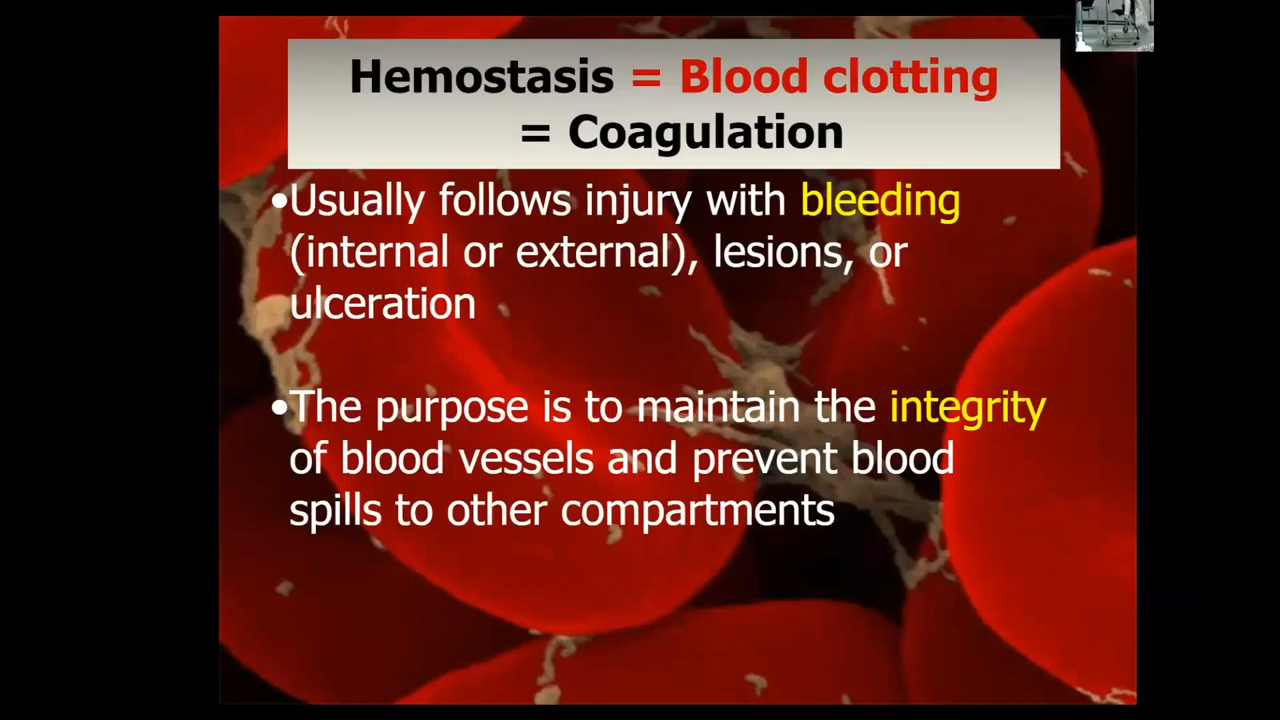 Hemostasis = Blood clotting
= Coagulation
•Usually follows injury with bleeding
(internal or external), lesions, or
ulceration
•The purpose is to maintain the integrity
of blood vessels and prevent blood
spills to other compartments